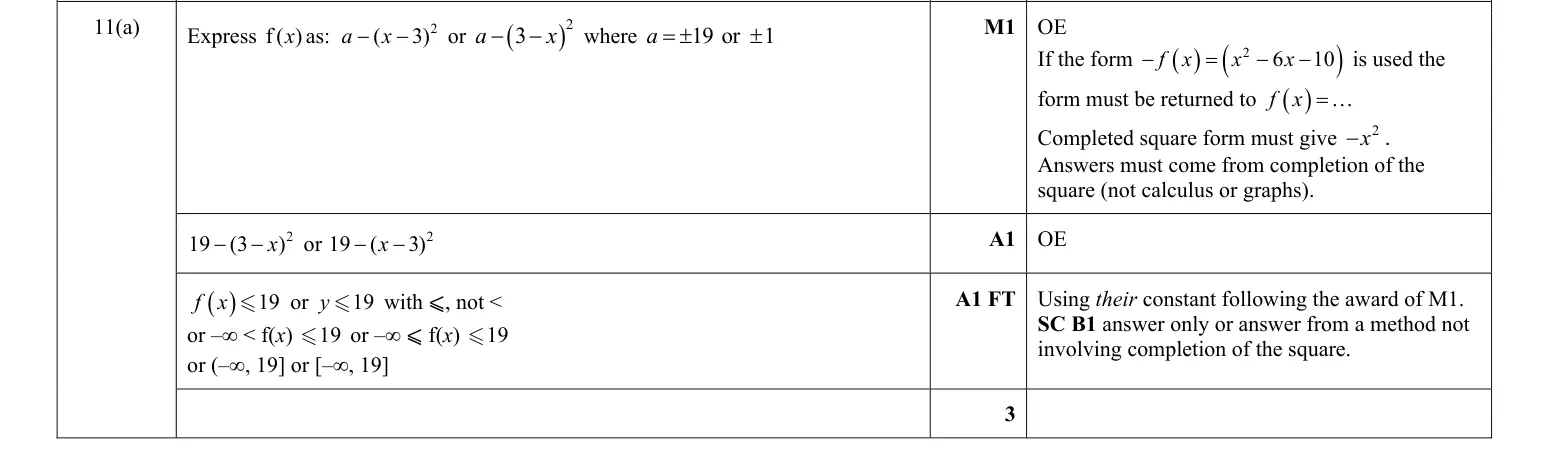 11(a)
Express f(x) as: a − (x − 3)² or a − (3 − x)² where a = ±19 or ±1
M1
OE
If the form −f(x) = (x² − 6x − 10) is used the
form must be returned to f(x) = …
Completed square form must give −x² .
Answers must come from completion of the
square (not calculus or graphs).
19 − (3 − x)² or 19 − (x − 3)²
A1
OE
f(x) ⩽ 19 or y ⩽ 19 with ⩽, not <
or –∞ < f(x) ⩽ 19 or –∞ ⩽ f(x) ⩽ 19
or (–∞, 19] or [–∞, 19]
A1 FT
Using their constant following the award of M1.
SC B1 answer only or answer from a method not
involving completion of the square.
3